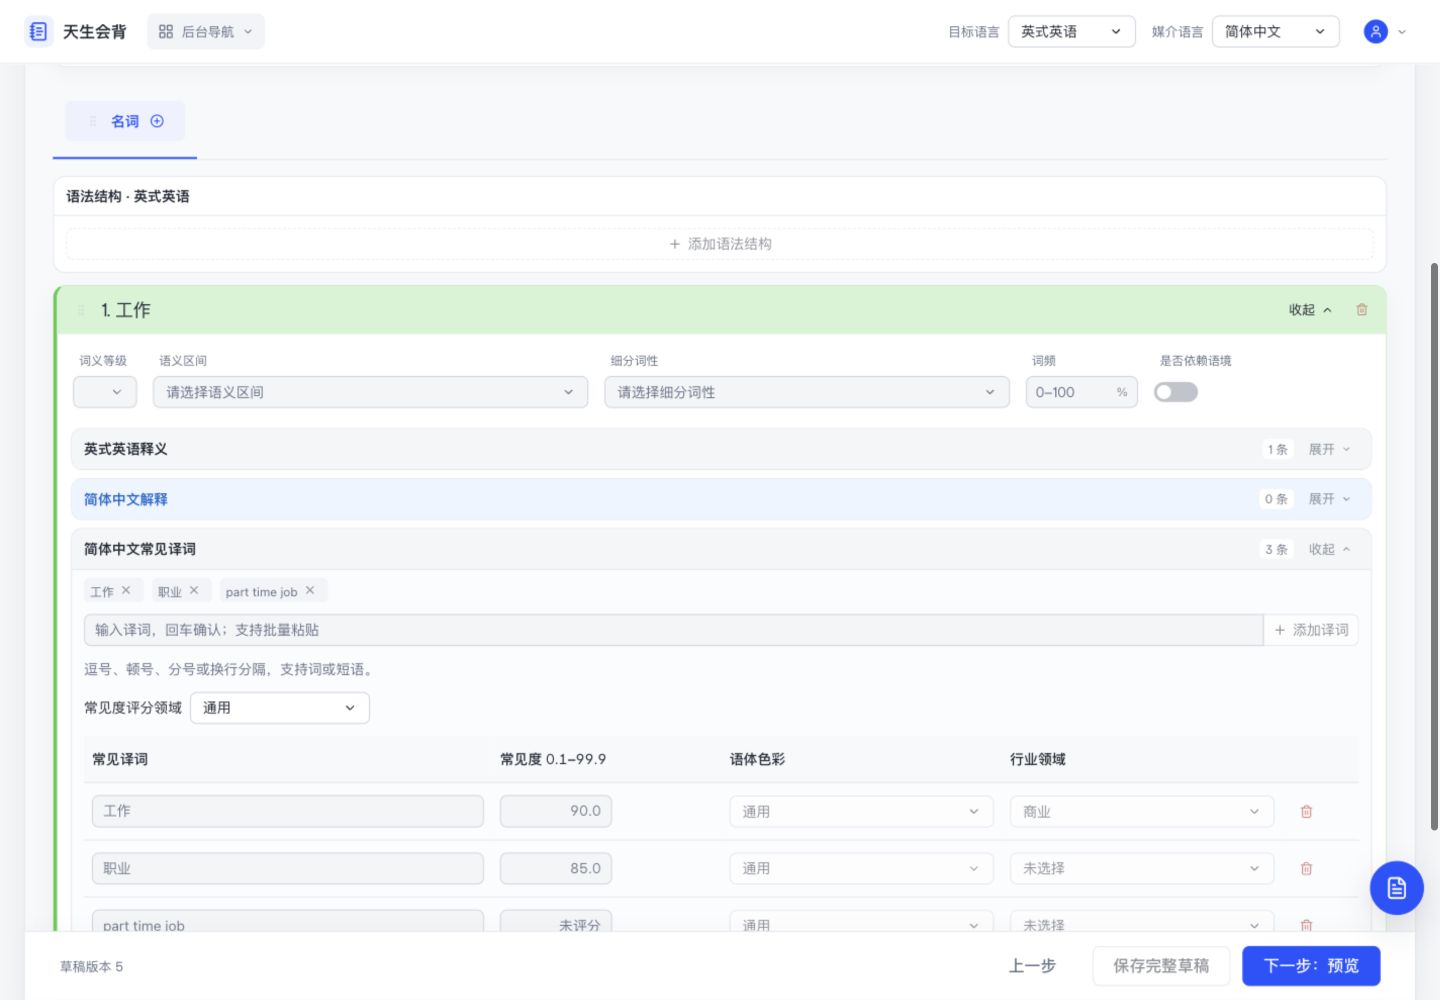 天生会背 后台导航 目标语言 英式英语 媒介语言 简体中文
名词
语法结构 · 英式英语
+ 添加语法结构
1. 工作 收起
词义等级 语义区间 细分词性 词频 是否依赖语境
请选择语义区间 请选择细分词性 0–100 %
英式英语释义 1 条 展开
简体中文解释 0 条 展开
简体中文常见译词 3 条 收起
工作 × 职业 × part time job ×
输入译词，回车确认；支持批量粘贴 + 添加译词
逗号、顿号、分号或换行分隔，支持词或短语。
常见度评分领域 通用
常见译词 常见度 0.1–99.9 语体色彩 行业领域
工作 90.0 通用 商业
职业 85.0 通用 未选择
part time job 未评分 通用 未选择
草稿版本 5 上一步 保存完整草稿 下一步：预览